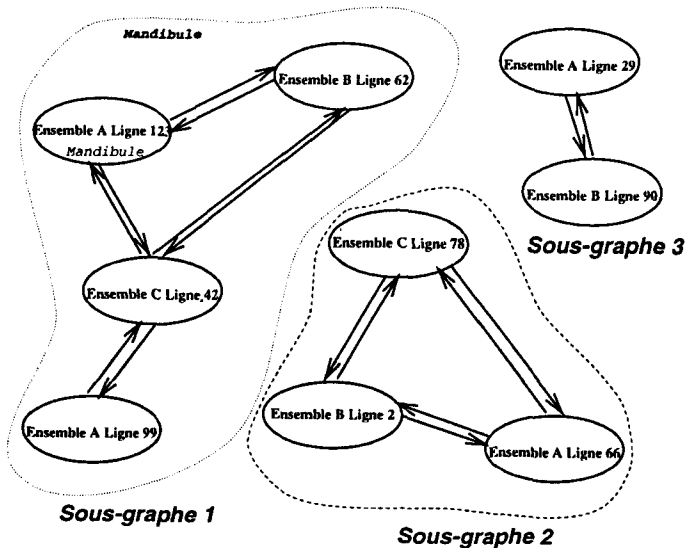 Mandibule
Ensemble B Ligne 62
Ensemble A Ligne 29
Ensemble A Ligne 123
Mandibule
Ensemble B Ligne 90
Sous-graphe 3
Ensemble C Ligne 78
Ensemble C Ligne 42
Ensemble B Ligne 2
Ensemble A Ligne 99
Ensemble A Ligne 66
Sous-graphe 1
Sous-graphe 2